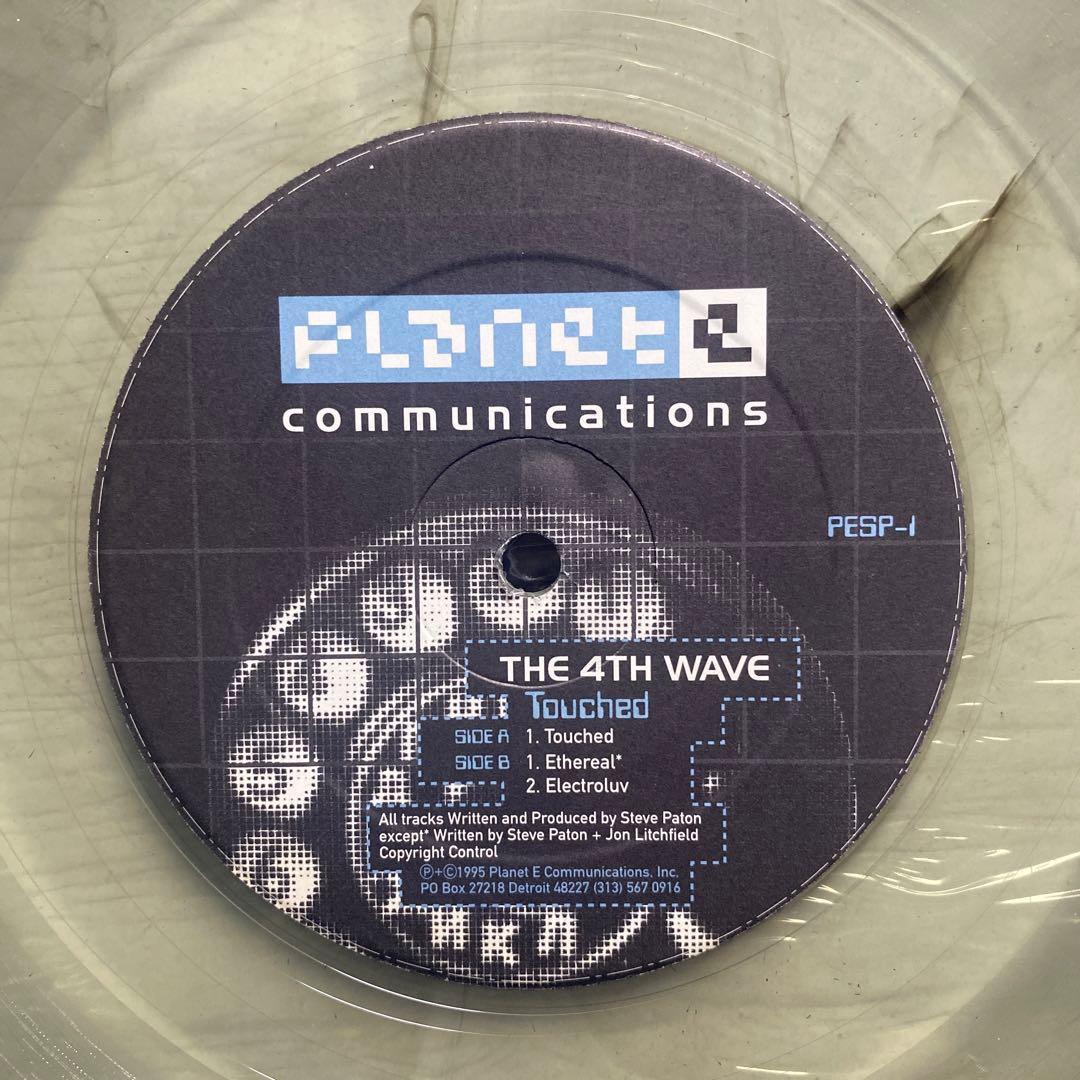 Planet e
communications
PESP-1
THE 4TH WAVE
Touched
SIDE A 1. Touched
SIDE B 1. Ethereal*
2. Electroluv
All tracks Written and Produced by Steve Paton
except* Written by Steve Paton + Jon Litchfield
Copyright Control
℗+©1995 Planet E Communications, Inc.
PO Box 27218 Detroit 48227 (313) 567 0916